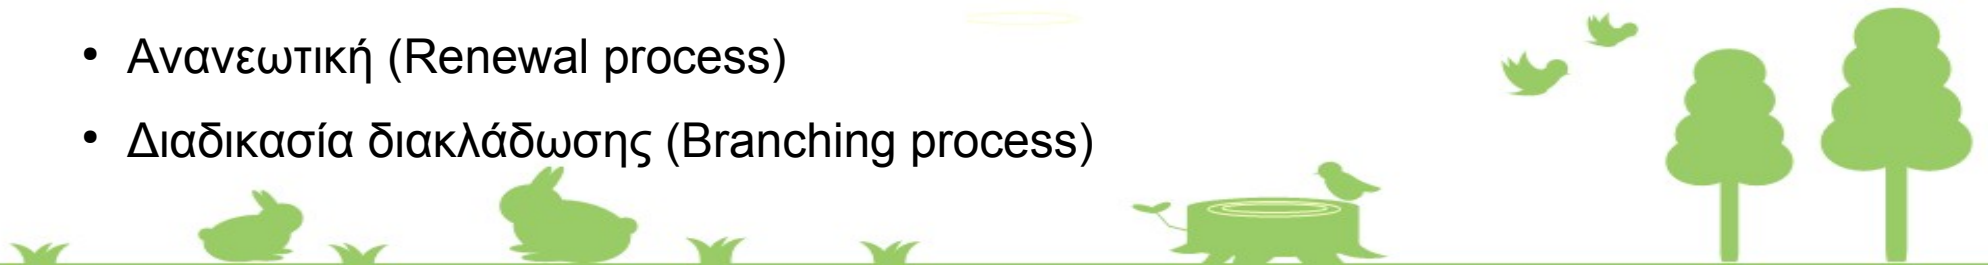 • Ανανεωτική (Renewal process)
• Διαδικασία διακλάδωσης (Branching process)